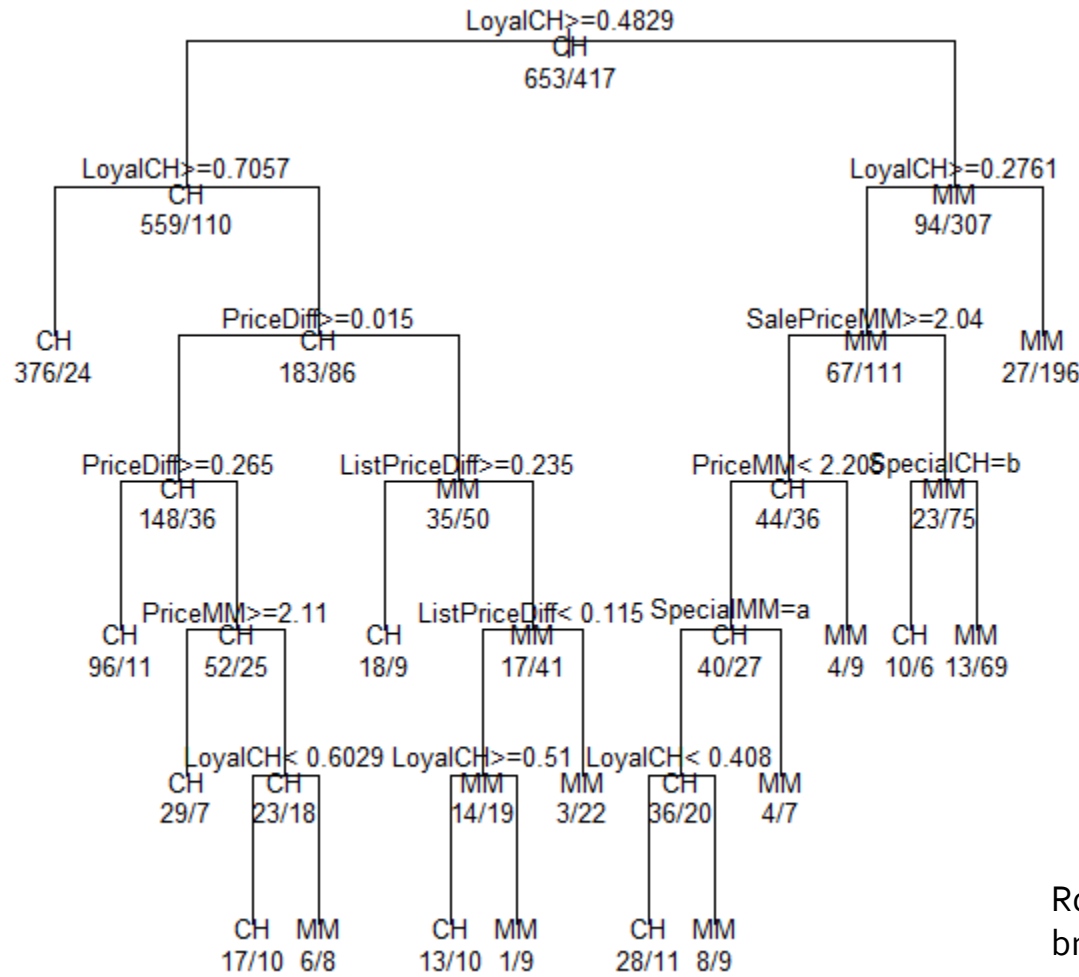 LoyalCH>=0.4829
CH
653/417
LoyalCH>=0.7057
LoyalCH>=0.2761
CH
MM
559/110
94/307
PriceDiff>=0.015
SalePriceMM>=2.04
CH
CH
MM
MM
376/24
183/86
67/111
27/196
PriceDiff>=0.265
ListPriceDiff>=0.235
PriceMM< 2.205
SpecialCH=b
CH
MM
CH
MM
148/36
35/50
44/36
23/75
PriceMM>=2.11
ListPriceDiff< 0.115
SpecialMM=a
CH
CH
CH
MM
CH
MM
CH
MM
96/11
52/25
18/9
17/41
40/27
4/9
10/6
13/69
LoyalCH< 0.6029
LoyalCH>=0.51
LoyalCH< 0.408
CH
CH
MM
MM
CH
MM
29/7
23/18
14/19
3/22
36/20
4/7
CH
MM
CH
MM
CH
MM
17/10
6/8
13/10
1/9
28/11
8/9